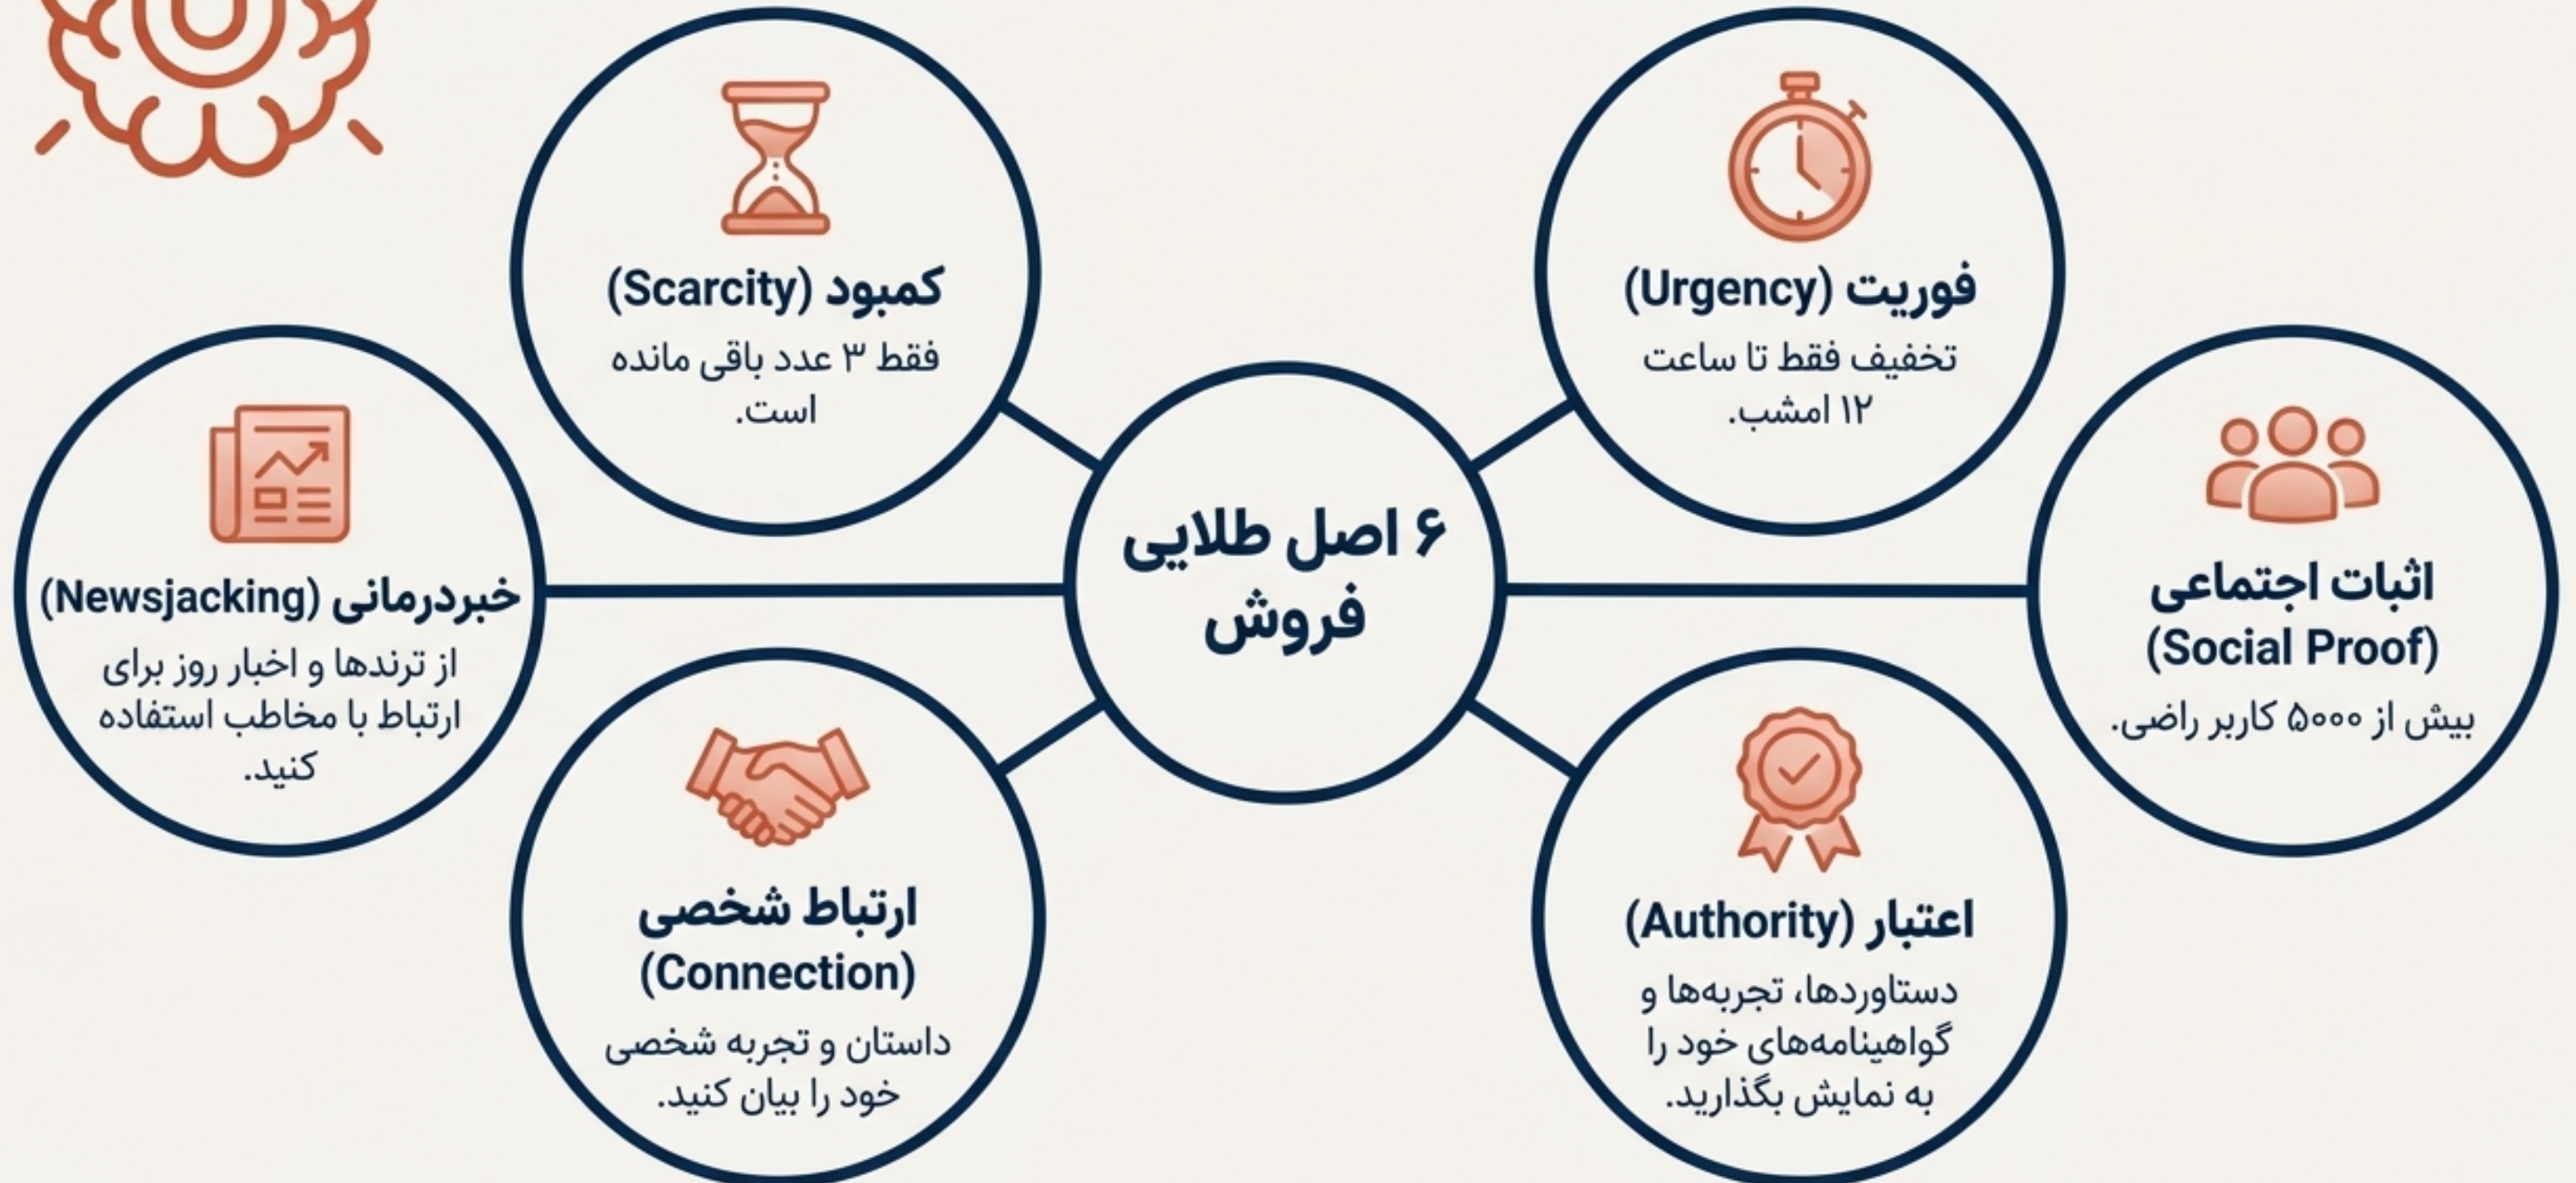 ۶ اصل طلایی
فروش
فوریت (Urgency)
تخفیف فقط تا ساعت
۱۲ امشب.
کمبود (Scarcity)
فقط ۳ عدد باقی مانده
است.
اثبات اجتماعی
(Social Proof)
بیش از ۵۰۰۰ کاربر راضی.
خبردرمانی (Newsjacking)
از ترندها و اخبار روز برای
ارتباط با مخاطب استفاده
کنید.
اعتبار (Authority)
دستاوردها، تجربه‌ها و
گواهینامه‌های خود را
به نمایش بگذارید.
ارتباط شخصی
(Connection)
داستان و تجربه شخصی
خود را بیان کنید.